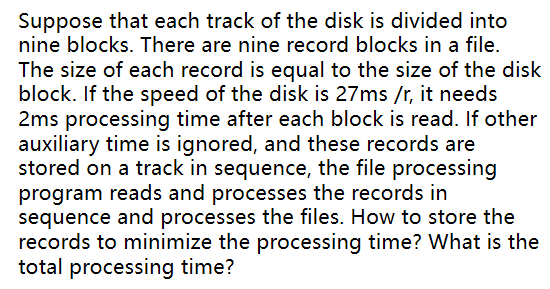 Suppose that each track of the disk is divided into
nine blocks. There are nine record blocks in a file.
The size of each record is equal to the size of the disk
block. If the speed of the disk is 27ms /r, it needs
2ms processing time after each block is read. If other
auxiliary time is ignored, and these records are
stored on a track in sequence, the file processing
program reads and processes the records in
sequence and processes the files. How to store the
records to minimize the processing time? What is the
total processing time?